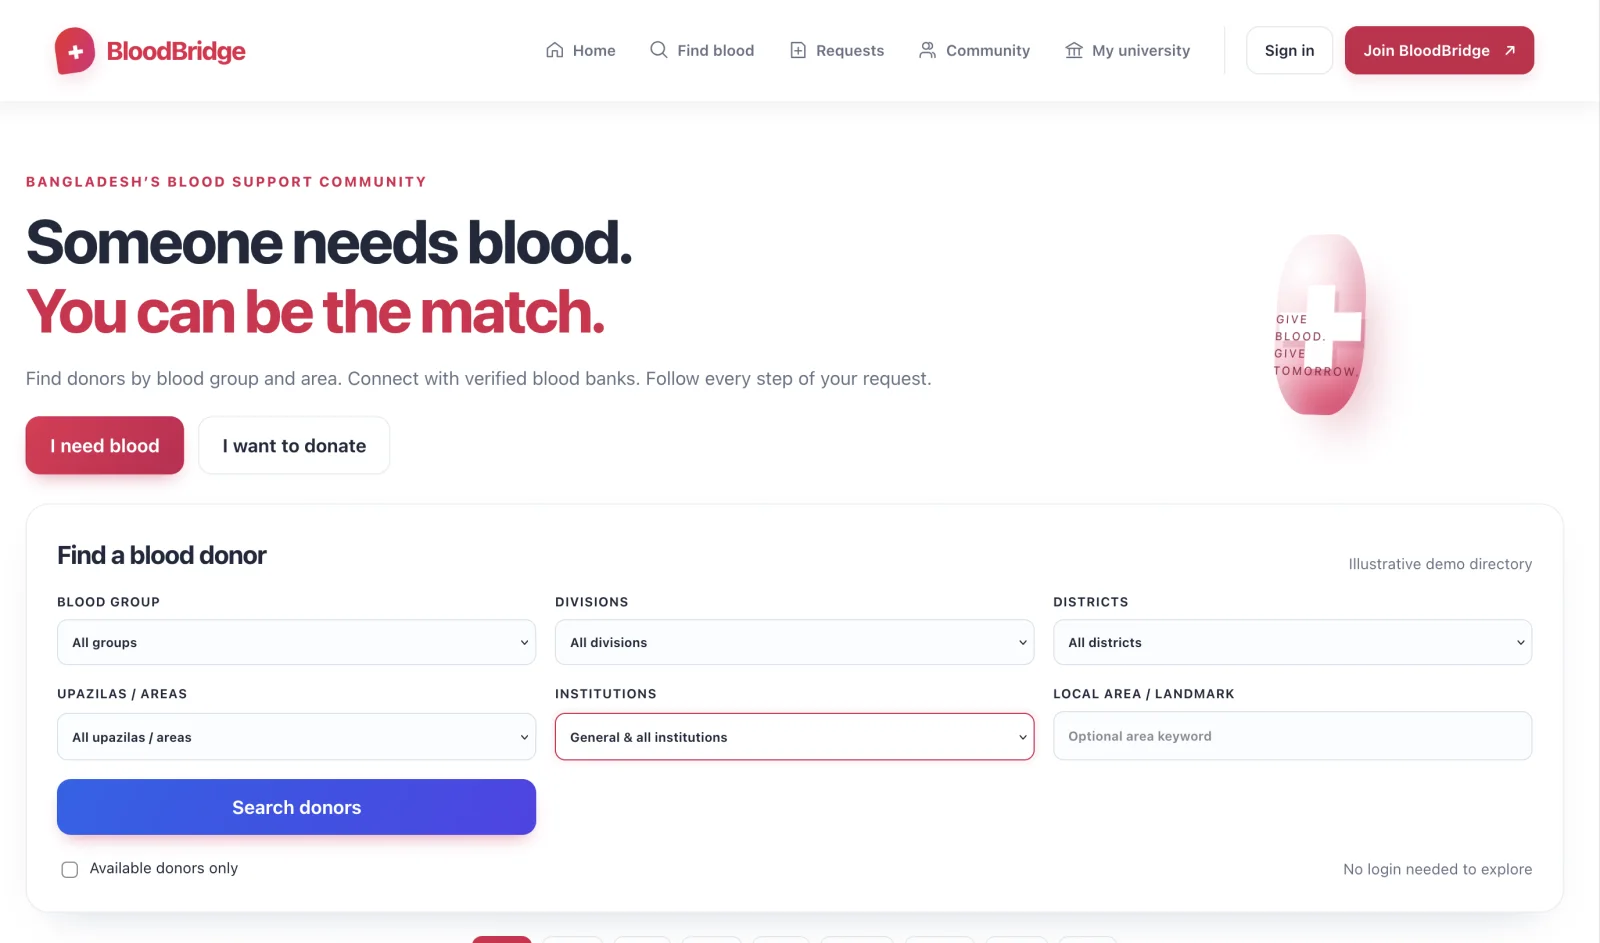 BloodBridge
Home
Find blood
Requests
Community
My university
Sign in
Join BloodBridge
BANGLADESH'S BLOOD SUPPORT COMMUNITY
Someone needs blood.
You can be the match.
Find donors by blood group and area. Connect with verified blood banks. Follow every step of your request.
I need blood
I want to donate
GIVE
BLOOD.
GIVE
TOMORROW.
Find a blood donor
Illustrative demo directory
BLOOD GROUP
DIVISIONS
DISTRICTS
All groups
All divisions
All districts
UPAZILAS / AREAS
INSTITUTIONS
LOCAL AREA / LANDMARK
All upazilas / areas
General & all institutions
Optional area keyword
Search donors
Available donors only
No login needed to explore